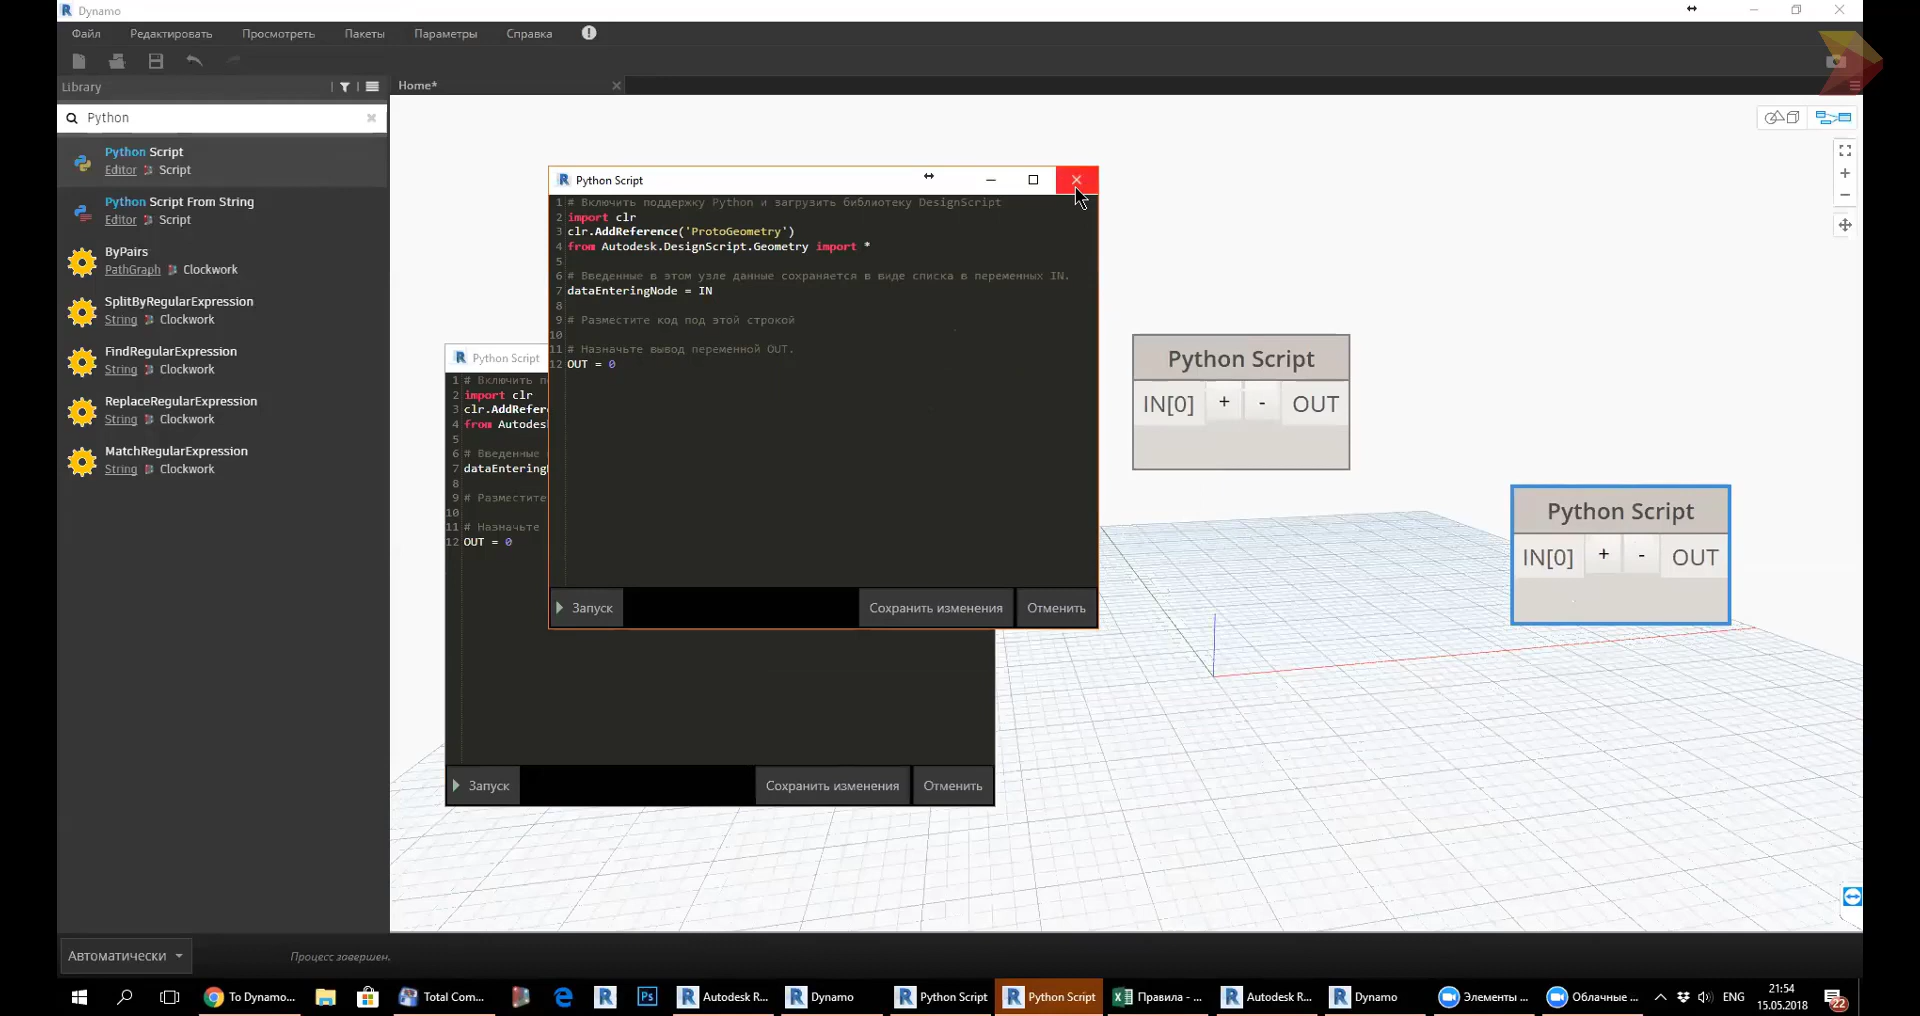 Dynamo
Файл Редактировать Просмотреть Пакеты Параметры Справка
Library
Home*
Python
Python Script
Editor Script
Python Script From String
Editor Script
ByPairs
PathGraph Clockwork
SplitByRegularExpression
String Clockwork
FindRegularExpression
String Clockwork
ReplaceRegularExpression
String Clockwork
MatchRegularExpression
String Clockwork
Python Script
1 # Включить поддержку Python и загрузить библиотеку DesignScript
2 import clr
3 clr.AddReference('ProtoGeometry')
4 from Autodesk.DesignScript.Geometry import *
5
6 # Введенные в этом узле данные сохраняется в виде списка в переменных IN.
7 dataEnteringNode = IN
8
9 # Разместите код под этой строкой
10
11 # Назначьте вывод переменной OUT.
12 OUT = 0
Запуск Сохранить изменения Отменить
Python Script
1 # Включить п
2 import clr
3 clr.AddRefer
4 from Autodes
5
6 # Введенные
7 dataEntering
8
9 # Разместите
10
11 # Назначьте
12 OUT = 0
Запуск Сохранить изменения Отменить
Python Script
IN[0] + - OUT
Python Script
IN[0] + - OUT
Автоматически
Процесс завершен.
To Dynamo... Total Com... Ps Autodesk R... Dynamo Python Script Python Script Правила - ... Autodesk R... Dynamo Элементы ... Облачные ... ENG
21:54
15.05.2018
22